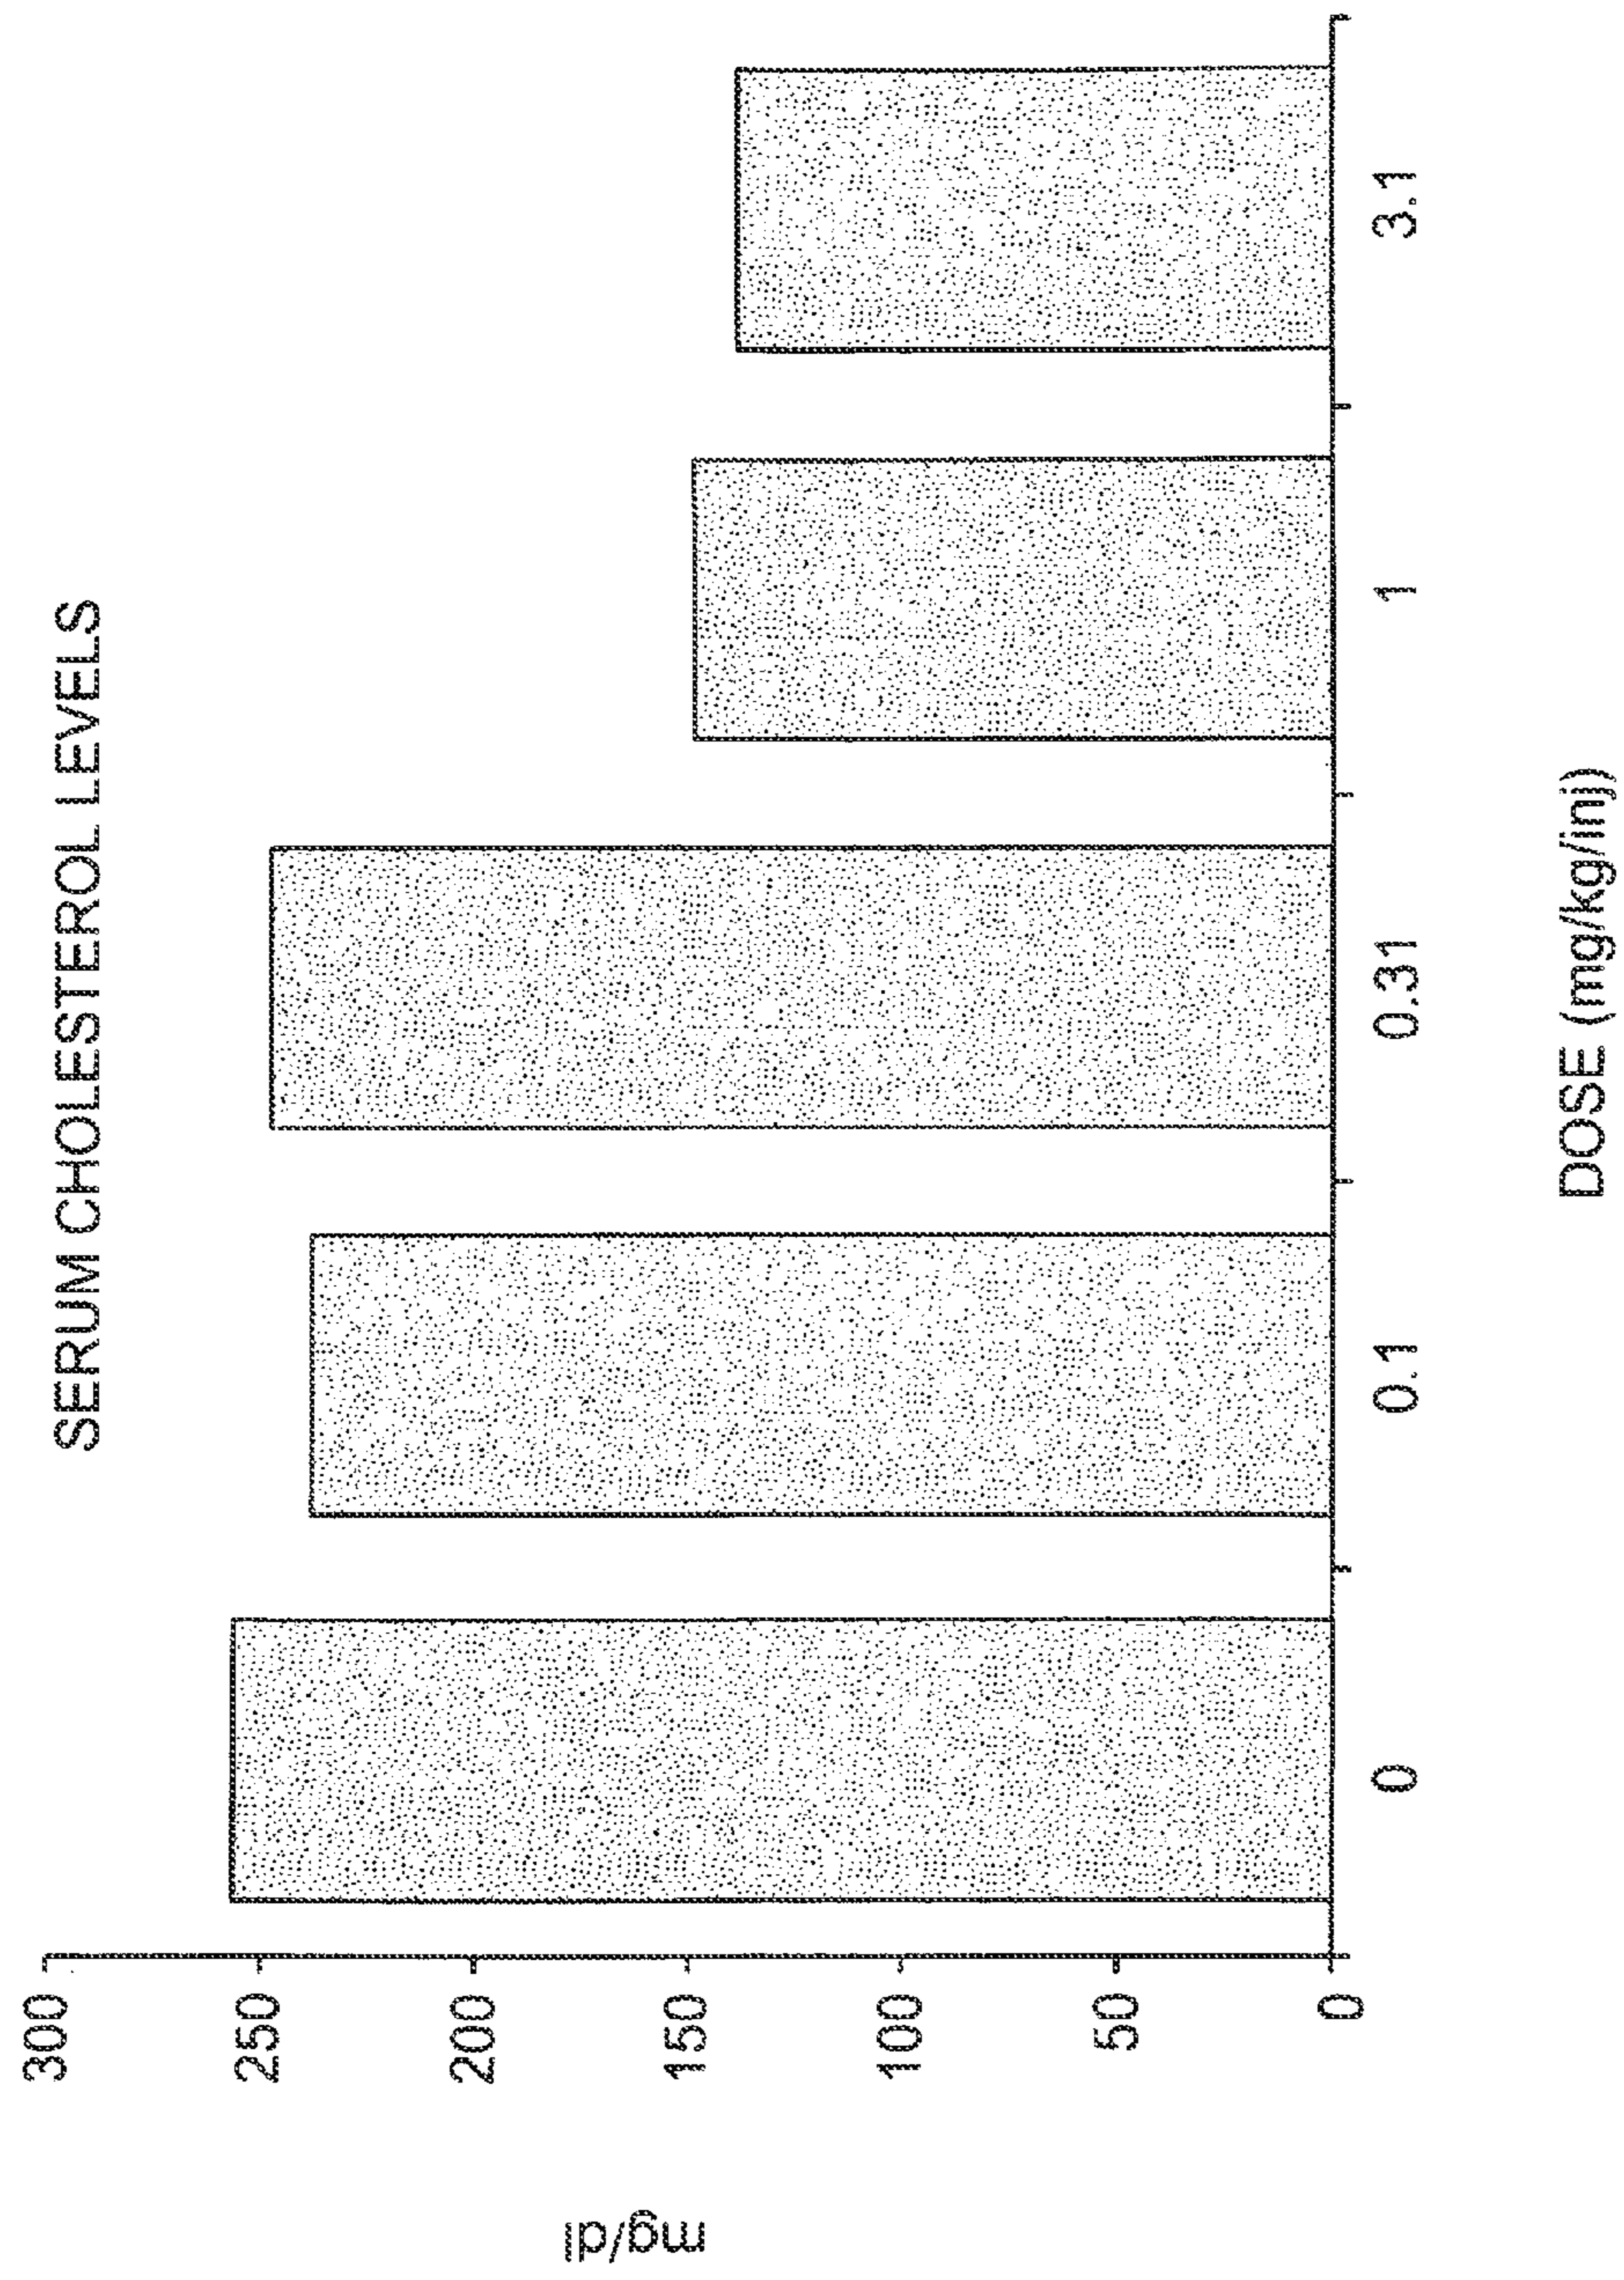 SERUM CHOLESTEROL LEVELS
mg/dl
300
250
200
150
100
50
0
0 0.1 0.31 1 3.1
DOSE (mg/kg/inj)